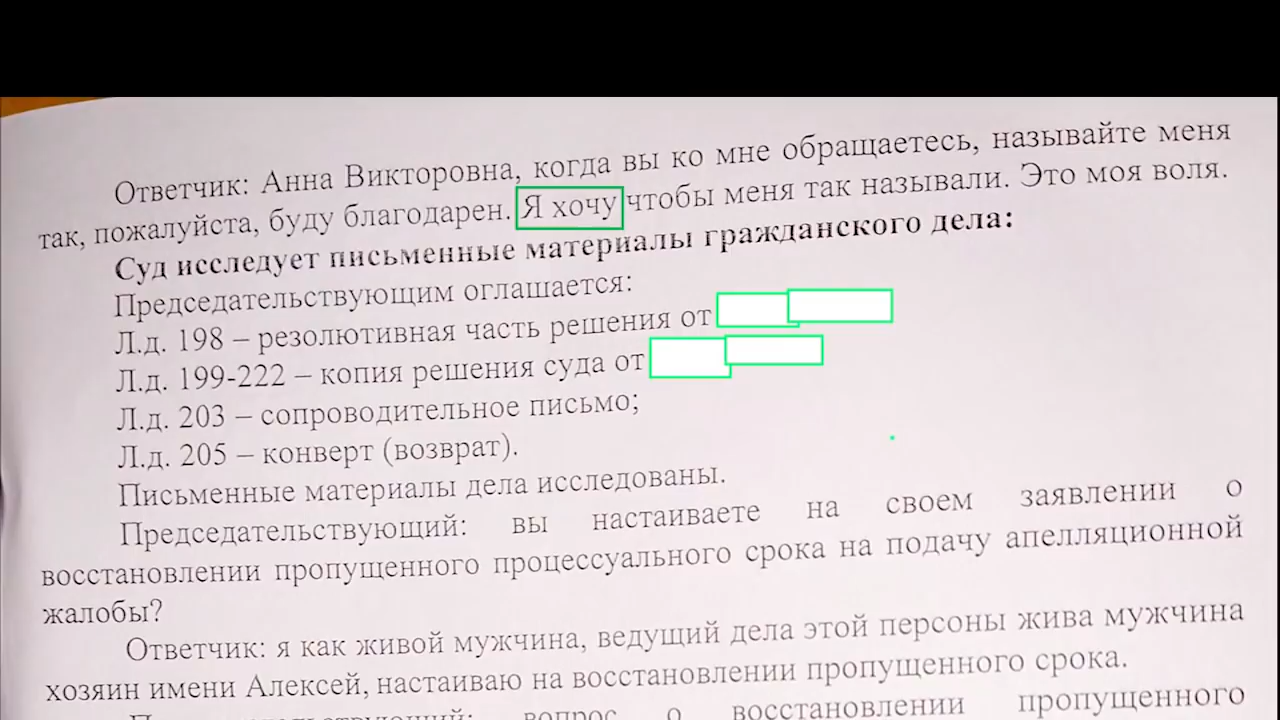 Ответчик: Анна Викторовна, когда вы ко мне обращаетесь, называйте меня
так, пожалуйста, буду благодарен. Я хочу чтобы меня так называли. Это моя воля.
Суд исследует письменные материалы гражданского дела:
Председательствующим оглашается:
Л.д. 198 – резолютивная часть решения от
Л.д. 199-222 – копия решения суда от
Л.д. 203 – сопроводительное письмо;
Л.д. 205 – конверт (возврат).
Письменные материалы дела исследованы.
Председательствующий: вы настаиваете на своем заявлении о
восстановлении пропущенного процессуального срока на подачу апелляционной
жалобы?
Ответчик: я как живой мужчина, ведущий дела этой персоны жива мужчина
хозяин имени Алексей, настаиваю на восстановлении пропущенного срока.
вопрос о восстановлении пропущенного